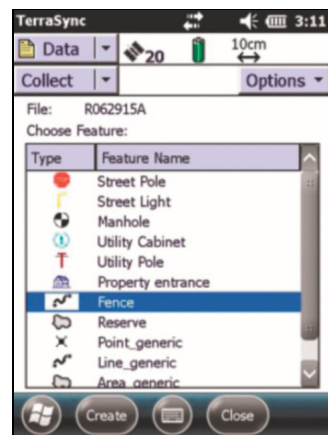 TerraSync 3:11
Data 20 10cm
Collect Options
File: R062915A
Choose Feature:
Type Feature Name
Street Pole
Street Light
Manhole
Utility Cabinet
Utility Pole
Property entrance
Fence
Reserve
Point_generic
Line_generic
Area_generic
Create Close